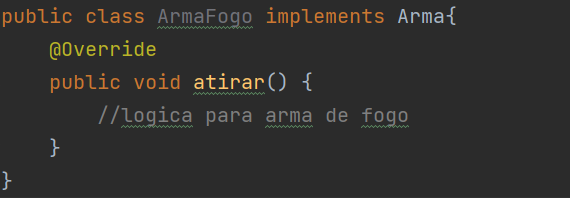 public class ArmaFogo implements Arma{
@Override
public void atirar() {
//logica para arma de fogo
}
}